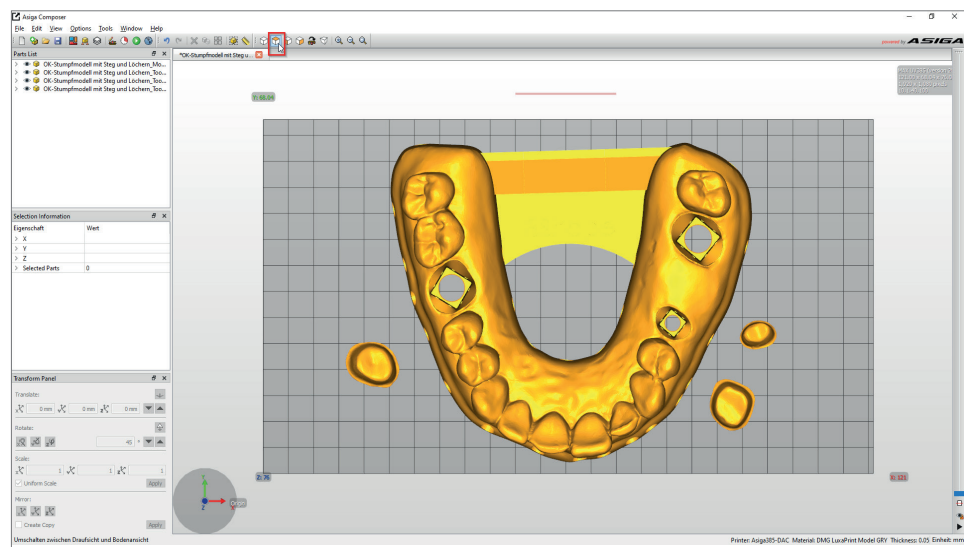 Asiga Composer
File Edit View Options Tools Window Help
powered by ASIGA
Parts List
*OK-Stumpfmodell mit Steg u...
OK-Stumpfmodell mit Steg und Löchern_Mo...
OK-Stumpfmodell mit Steg und Löchern_Too...
OK-Stumpfmodell mit Steg und Löchern_Too...
OK-Stumpfmodell mit Steg und Löchern_Too...
Selection Information
Eigenschaft Wert
X
Y
Z
Selected Parts 0
Transform Panel
Translate:
0 mm 0 mm 0 mm
Rotate:
45 °
Scale:
1 1 1
Uniform Scale Apply
Mirror:
Create Copy Apply
Z: 76
X: 121
Y
Z
X
Origin
Umschalten zwischen Draufsicht und Bodenansicht
Printer: Asiga385-DAC Material: DMG LuxaPrint Model GRY Thickness: 0.05 Einheit: mm